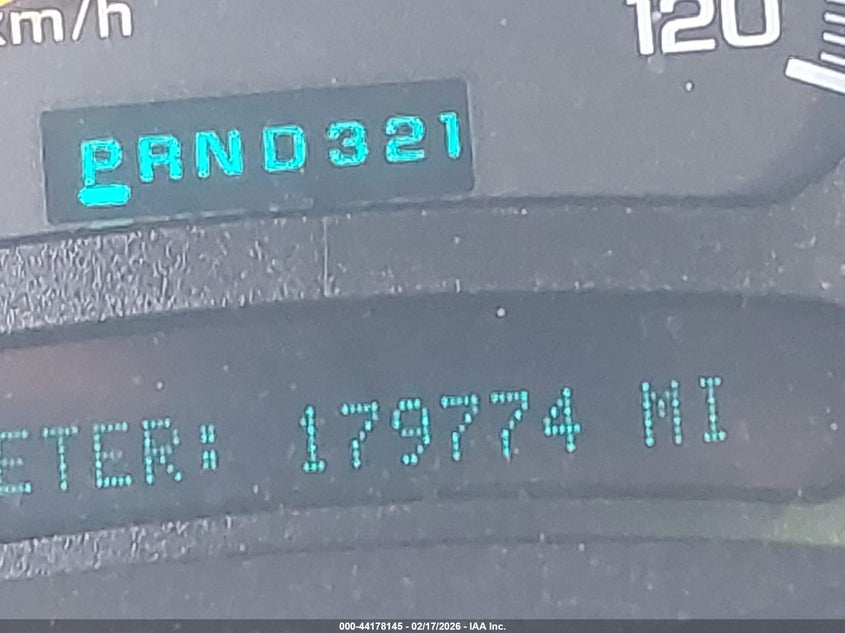 km/h
120
PRND321
ETER: 179774 MI
000-44178145 - 02/17/2026 - IAA Inc.